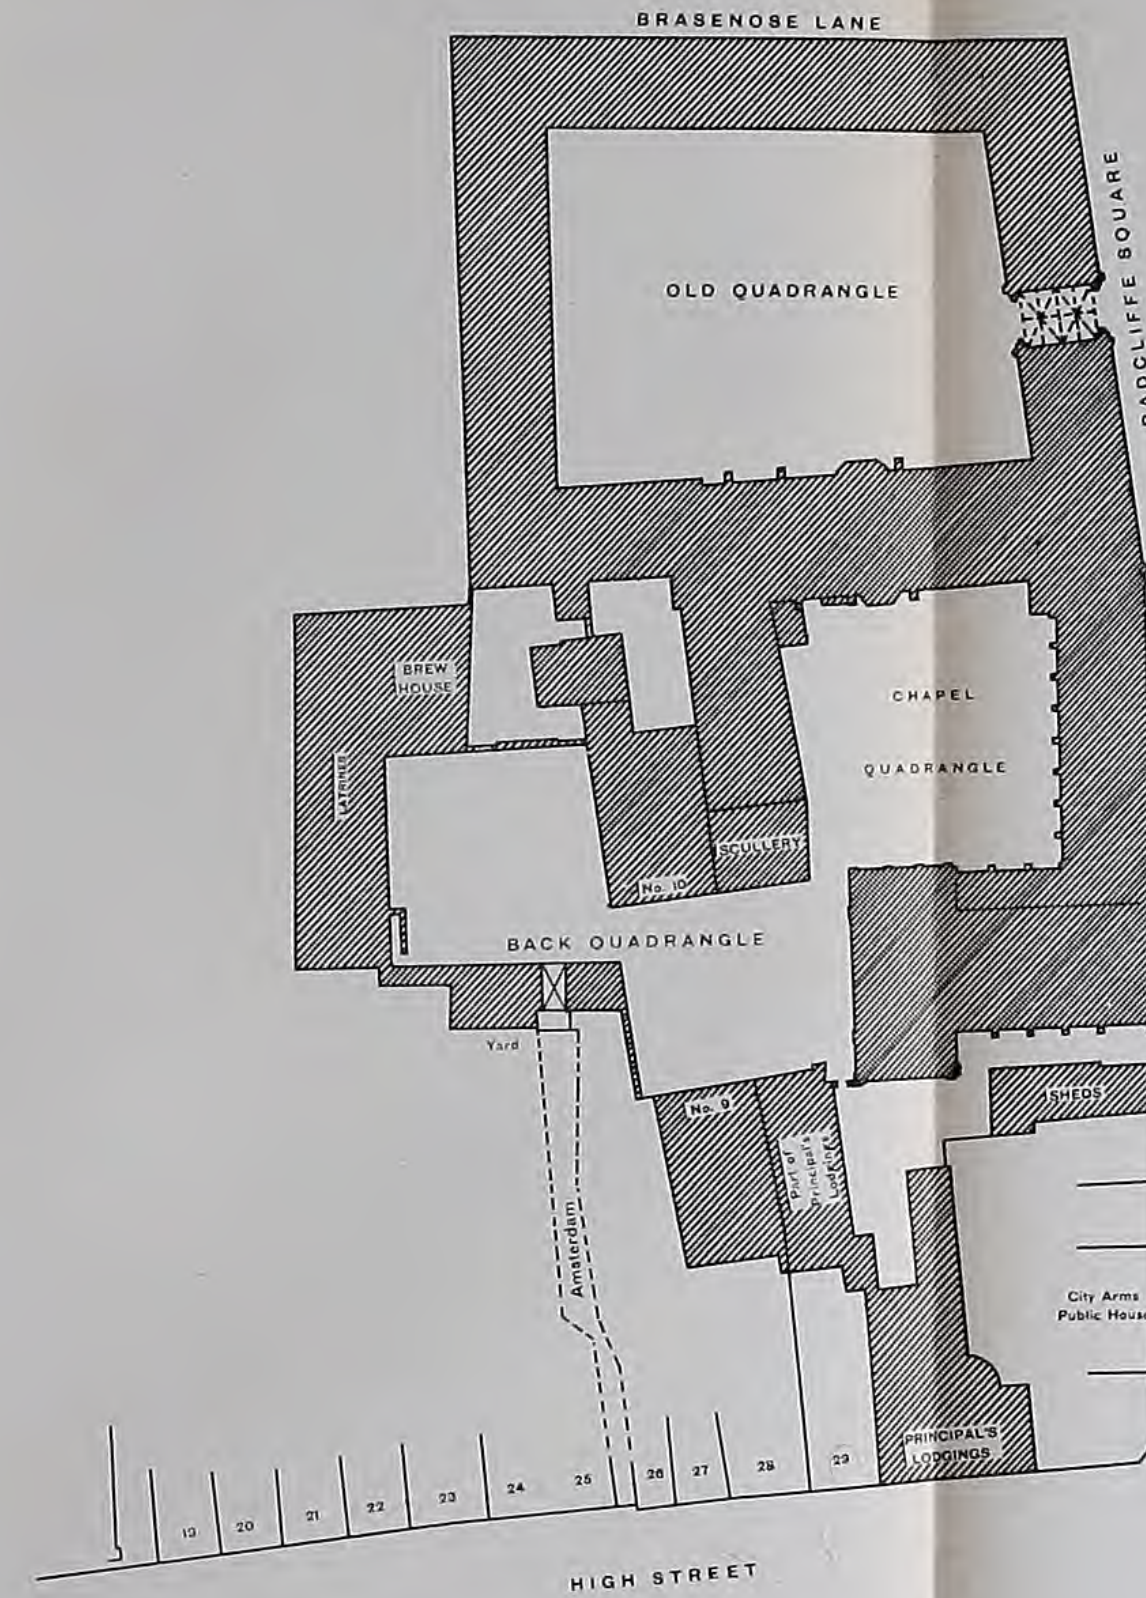 BRASENOSE LANE
RADCLIFFE SQUARE
OLD QUADRANGLE
BREW
HOUSE
CHAPEL
QUADRANGLE
LATRINES
SCULLERY
No. 10
BACK QUADRANGLE
Yard
No. 9
SHEDS
Part of
Principal's
Lodgings
Amsterdam
City Arms
Public House
PRINCIPAL'S
LODGINGS
19 20 21 22 23 24 25 26 27 28 29
HIGH STREET